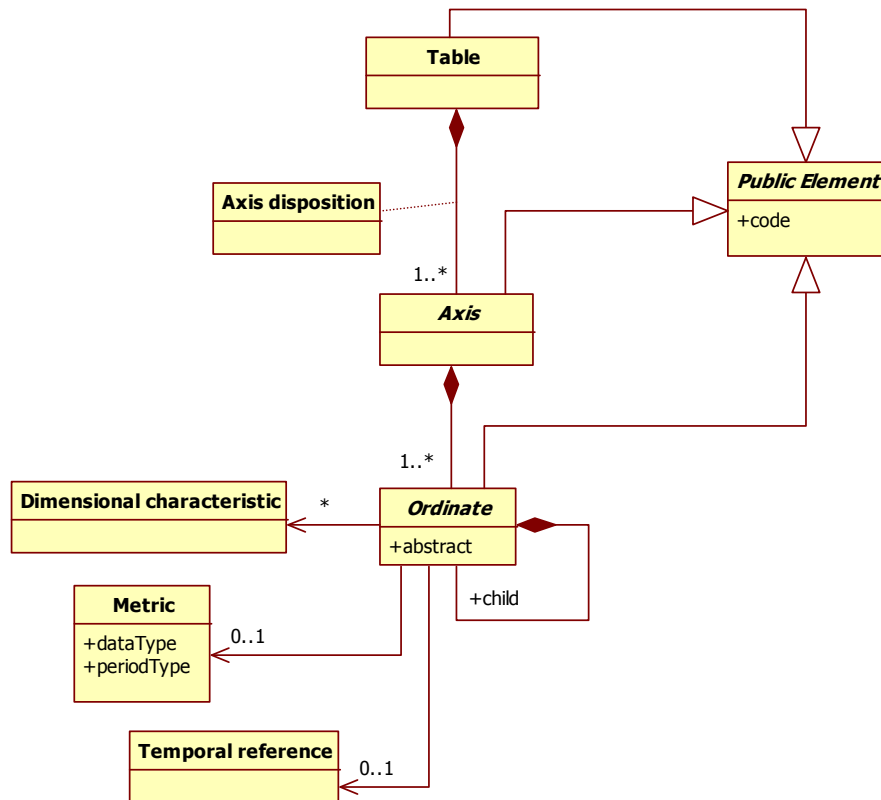 Table
Public Element
+code
Axis disposition
1..*
Axis
1..*
Dimensional characteristic
*
Ordinate
+abstract
+child
Metric
+dataType
+periodType
0..1
Temporal reference
0..1